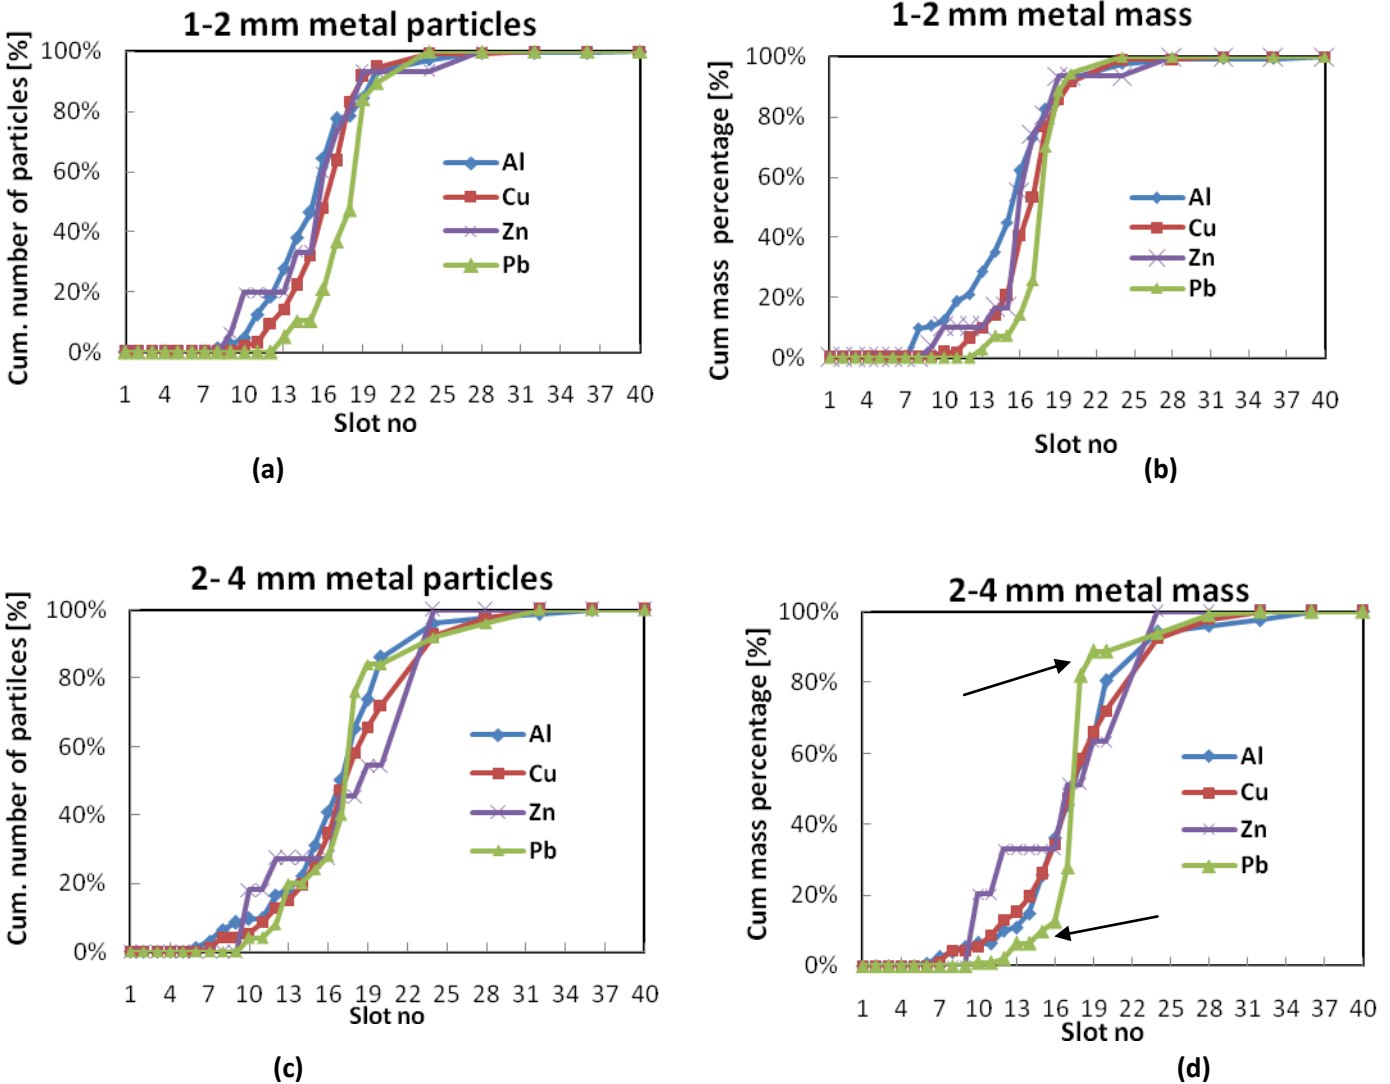 1-2 mm metal particles
Cum. number of particles [%]
100%
80%
60%
40%
20%
0%
Al
Cu
Zn
Pb
1 4 7 10 13 16 19 22 25 28 31 34 37 40
Slot no
(a)
1-2 mm metal mass
Cum mass percentage [%]
100%
80%
60%
40%
20%
0%
Al
Cu
Zn
Pb
1 4 7 10 13 16 19 22 25 28 31 34 37 40
Slot no
(b)
2- 4 mm metal particles
Cum. number of partilces [%]
100%
80%
60%
40%
20%
0%
Al
Cu
Zn
Pb
1 4 7 10 13 16 19 22 25 28 31 34 37 40
Slot no
(c)
2-4 mm metal mass
Cum mass percentage [%]
100%
80%
60%
40%
20%
0%
Al
Cu
Zn
Pb
1 4 7 10 13 16 19 22 25 28 31 34 37 40
Slot no
(d)